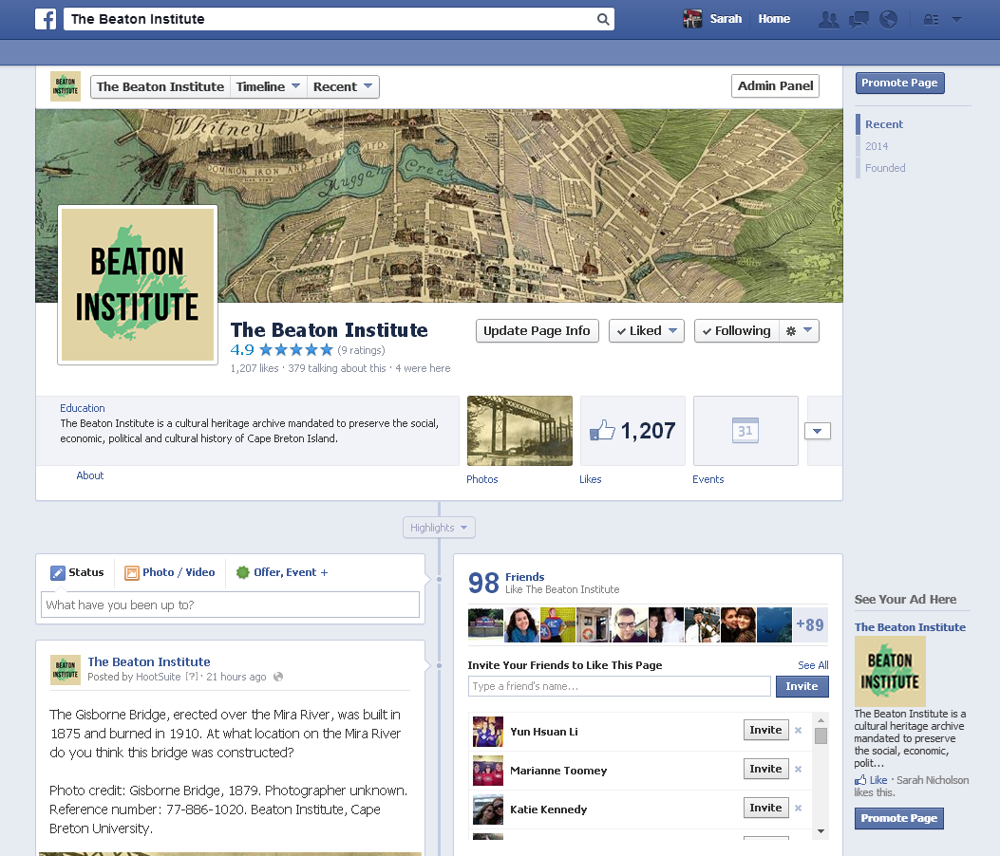 The Beaton Institute
Sarah Home
BEATON
INSTITUTE
The Beaton Institute Timeline Recent
Admin Panel
Promote Page
Recent
2014
Founded
Whitney
DOMINION IRON AND
CO. LTD.
Muggah Creek
GEORGE
STREET
BEATON
INSTITUTE
The Beaton Institute
4.9 ★★★★★ (9 ratings)
1,207 likes · 379 talking about this · 4 were here
Update Page Info
Liked
Following
Education
The Beaton Institute is a cultural heritage archive mandated to preserve the social,
economic, political and cultural history of Cape Breton Island.
About
Photos
1,207
Likes
31
Events
Highlights
Status Photo / Video Offer, Event +
What have you been up to?
BEATON
INSTITUTE
The Beaton Institute
Posted by HootSuite [?] · 21 hours ago
The Gisborne Bridge, erected over the Mira River, was built in
1875 and burned in 1910. At what location on the Mira River
do you think this bridge was constructed?
Photo credit: Gisborne Bridge, 1879. Photographer unknown.
Reference number: 77-886-1020. Beaton Institute, Cape
Breton University.
98 Friends
Like The Beaton Institute
+89
Invite Your Friends to Like This Page See All
Type a friend's name...
Invite
Yun Hsuan Li Invite ×
Marianne Toomey Invite ×
Katie Kennedy Invite ×
See Your Ad Here
The Beaton Institute
BEATON
INSTITUTE
The Beaton Institute is a
cultural heritage archive
mandated to preserve
the social, economic,
polit...
Like · Sarah Nicholson
likes this.
Promote Page